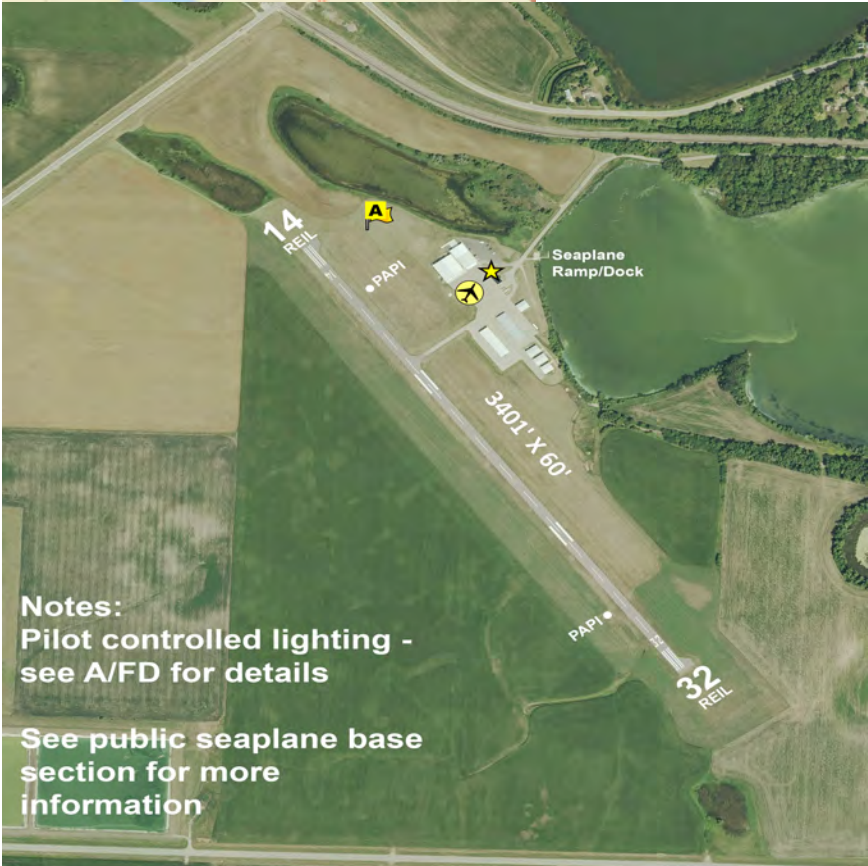 A
14
REIL
PAPI
Seaplane
Ramp/Dock
3401' X 60'
PAPI
32
REIL
Notes:
Pilot controlled lighting -
see A/FD for details
See public seaplane base
section for more
information